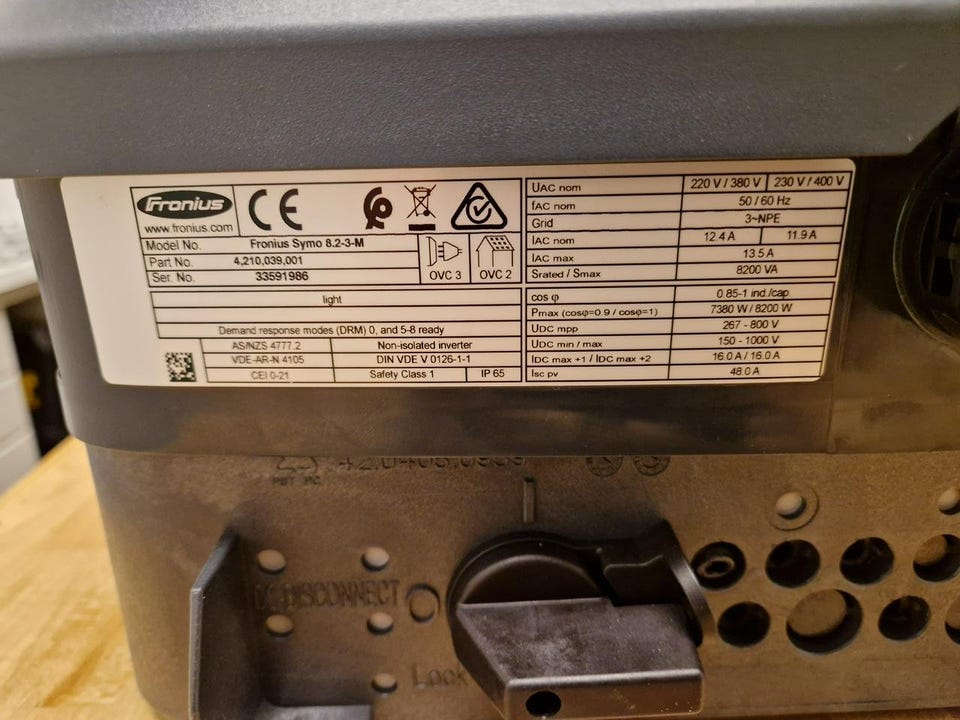 Fronius
CE
www.fronius.com
Model No. Fronius Symo 8.2-3-M
Part No. 4,210,039,001
Ser. No. 33591986
OVC 3 OVC 2
light
Demand response modes (DRM) 0, and 5-8 ready
AS/NZS 4777.2 Non-isolated inverter
VDE-AR-N 4105 DIN VDE V 0126-1-1
CEI 0-21 Safety Class 1 IP 65
UAC nom 220 V / 380 V 230 V / 400 V
fAC nom 50 / 60 Hz
Grid 3~NPE
IAC nom 12.4 A 11.9 A
IAC max 13.5 A
Srated / Smax 8200 VA
cos φ 0.85-1 ind./cap.
Pmax (cosφ=0.9 / cosφ=1) 7380 W / 8200 W
UDC mpp 267 - 800 V
UDC min / max 150 - 1000 V
IDC max +1 / IDC max +2 16.0 A / 16.0 A
Isc pv 48.0 A
I
DC DISCONNECT O
Lock